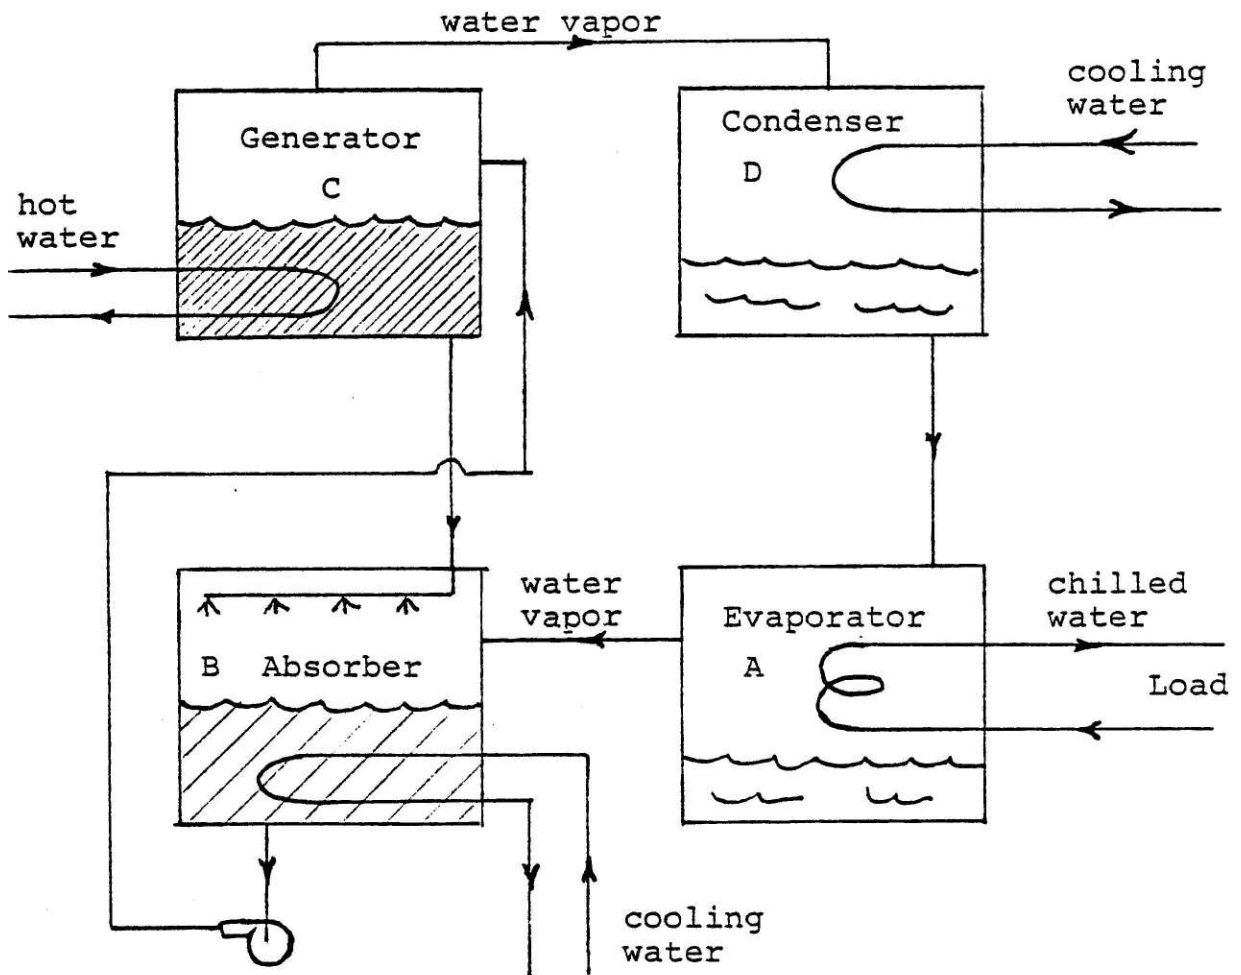 water vapor
cooling
water
Generator
C
Condenser
D
hot
water
water
vapor
chilled
water
Evaporator
A
B Absorber
Load
cooling
water